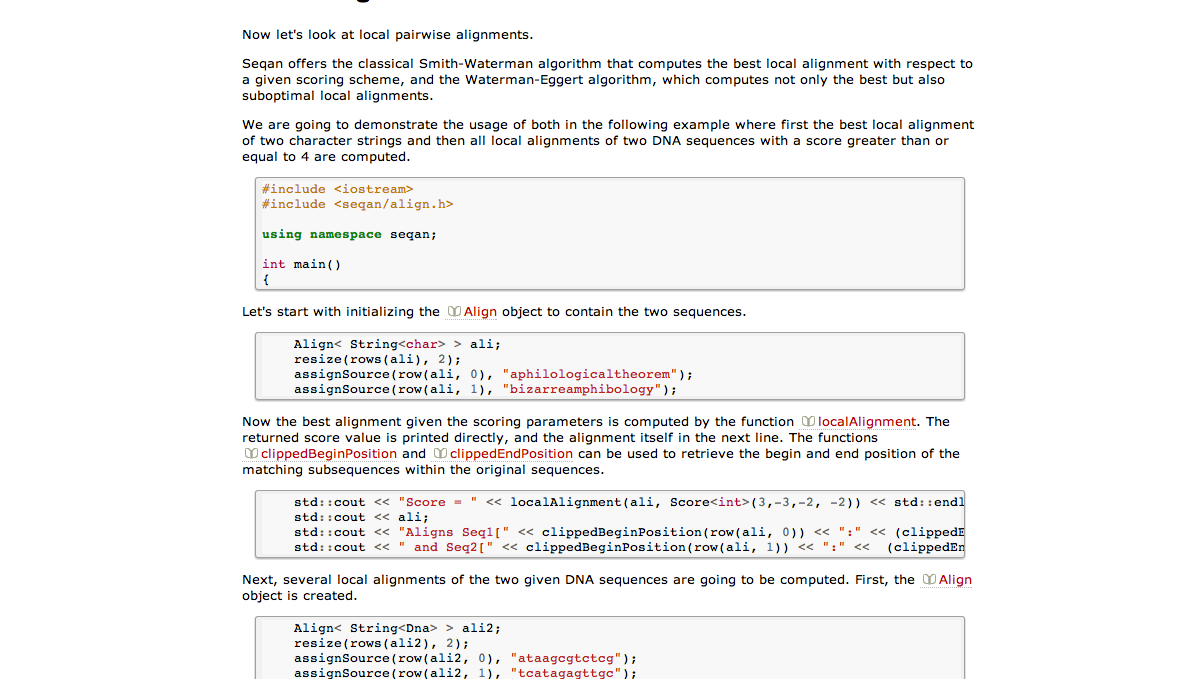 Now let's look at local pairwise alignments.
Seqan offers the classical Smith-Waterman algorithm that computes the best local alignment with respect to
a given scoring scheme, and the Waterman-Eggert algorithm, which computes not only the best but also
suboptimal local alignments.
We are going to demonstrate the usage of both in the following example where first the best local alignment
of two character strings and then all local alignments of two DNA sequences with a score greater than or
equal to 4 are computed.
#include <iostream>
#include <seqan/align.h>
using namespace seqan;
int main()
{
Let's start with initializing the Align object to contain the two sequences.
Align< String<char> > ali;
resize(rows(ali), 2);
assignSource(row(ali, 0), "aphilologicaltheorem");
assignSource(row(ali, 1), "bizarreamphibology");
Now the best alignment given the scoring parameters is computed by the function localAlignment. The
returned score value is printed directly, and the alignment itself in the next line. The functions
clippedBeginPosition and clippedEndPosition can be used to retrieve the begin and end position of the
matching subsequences within the original sequences.
std::cout << "Score = " << localAlignment(ali, Score<int>(3,-3,-2, -2)) << std::endl
std::cout << ali;
std::cout << "Aligns Seq1[" << clippedBeginPosition(row(ali, 0)) << ":" << (clippedE
std::cout << " and Seq2[" << clippedBeginPosition(row(ali, 1)) << ":" <<  (clippedEn
Next, several local alignments of the two given DNA sequences are going to be computed. First, the Align
object is created.
Align< String<Dna> > ali2;
resize(rows(ali2), 2);
assignSource(row(ali2, 0), "ataagcgtctcg");
assignSource(row(ali2, 1), "tcatagagttgc");